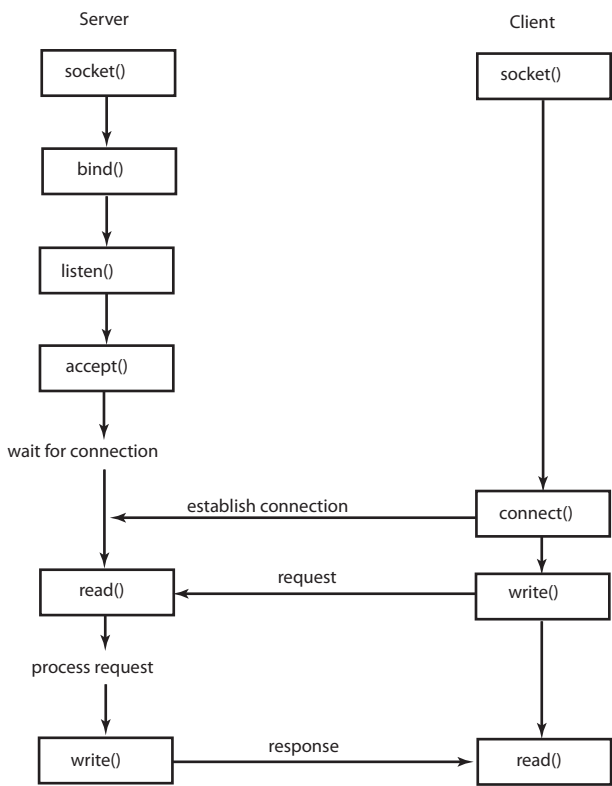 Server
Client
socket()
socket()
bind()
listen()
accept()
wait for connection
establish connection
connect()
read()
request
write()
process request
write()
response
read()